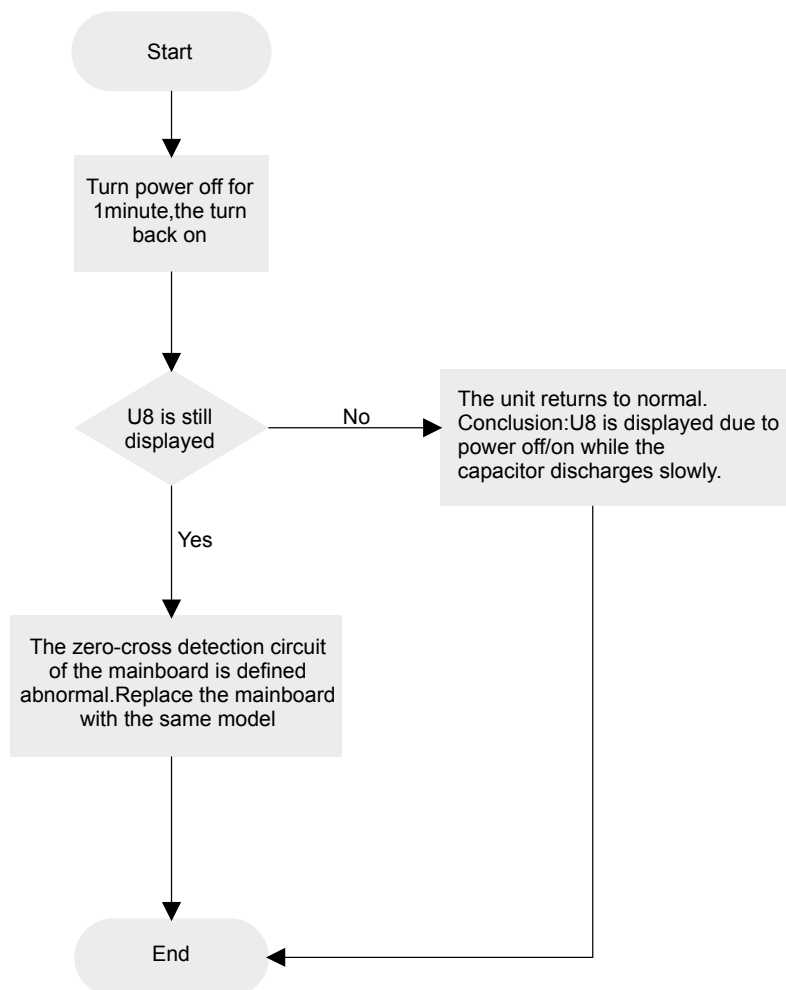 Start
Turn power off for
1minute,the turn
back on
U8 is still
displayed
No
The unit returns to normal.
Conclusion:U8 is displayed due to
power off/on while the
capacitor discharges slowly.
Yes
The zero-cross detection circuit
of the mainboard is defined
abnormal.Replace the mainboard
with the same model
End